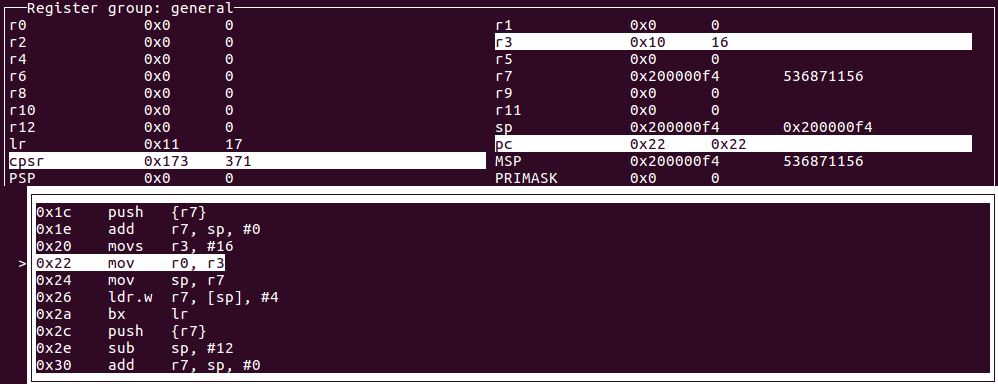 Register group: general
r0 0x0 0 r1 0x0 0
r2 0x0 0 r3 0x10 16
r4 0x0 0 r5 0x0 0
r6 0x0 0 r7 0x200000f4 536871156
r8 0x0 0 r9 0x0 0
r10 0x0 0 r11 0x0 0
r12 0x0 0 sp 0x200000f4 0x200000f4
lr 0x11 17 pc 0x22 0x22
cpsr 0x173 371 MSP 0x200000f4 536871156
PSP 0x0 0 PRIMASK 0x0 0
0x1c push {r7}
0x1e add r7, sp, #0
0x20 movs r3, #16
> 0x22 mov r0, r3
0x24 mov sp, r7
0x26 ldr.w r7, [sp], #4
0x2a bx lr
0x2c push {r7}
0x2e sub sp, #12
0x30 add r7, sp, #0